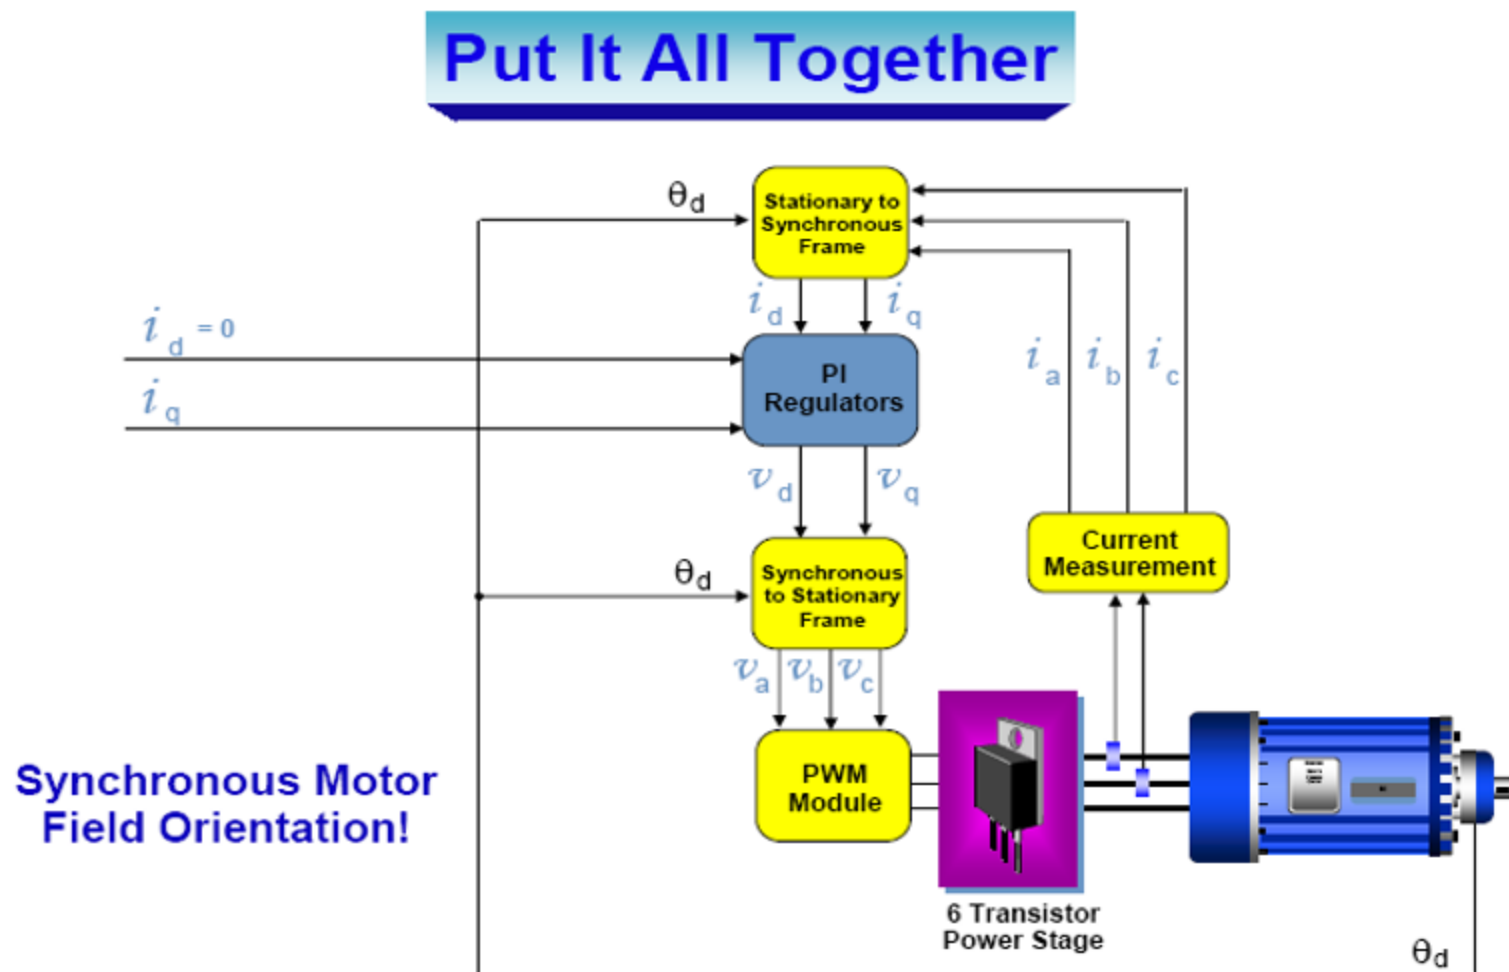 Put It All Together
θd
Stationary to
Synchronous
Frame
id
iq
id = 0
iq
PI
Regulators
ia
ib
ic
vd
vq
Current
Measurement
θd
Synchronous
to Stationary
Frame
va
vb
vc
PWM
Module
Synchronous Motor
Field Orientation!
6 Transistor
Power Stage
θd